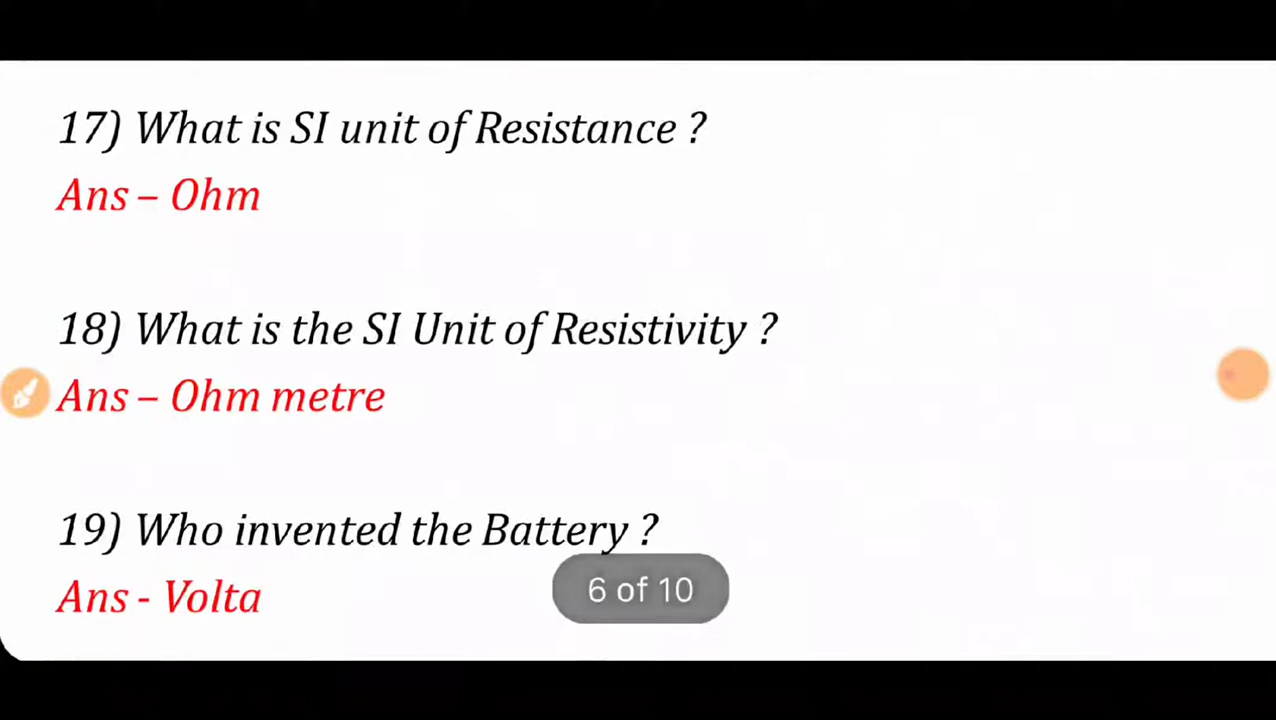 17) What is SI unit of Resistance ?
Ans – Ohm
18) What is the SI Unit of Resistivity ?
Ans – Ohm metre
19) Who invented the Battery ?
Ans - Volta
6 of 10